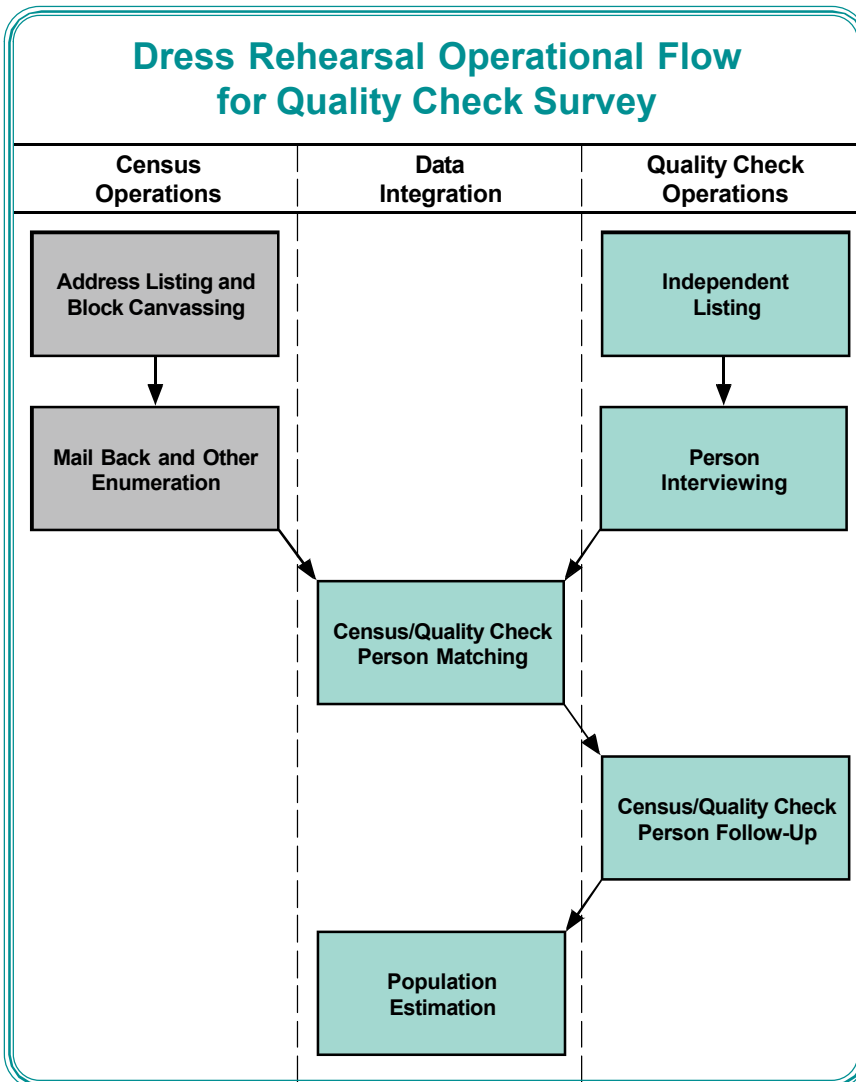 Dress Rehearsal Operational Flow
for Quality Check Survey
Census
Operations
Data
Integration
Quality Check
Operations
Address Listing and
Block Canvassing
Independent
Listing
Mail Back and Other
Enumeration
Person
Interviewing
Census/Quality Check
Person Matching
Census/Quality Check
Person Follow-Up
Population
Estimation